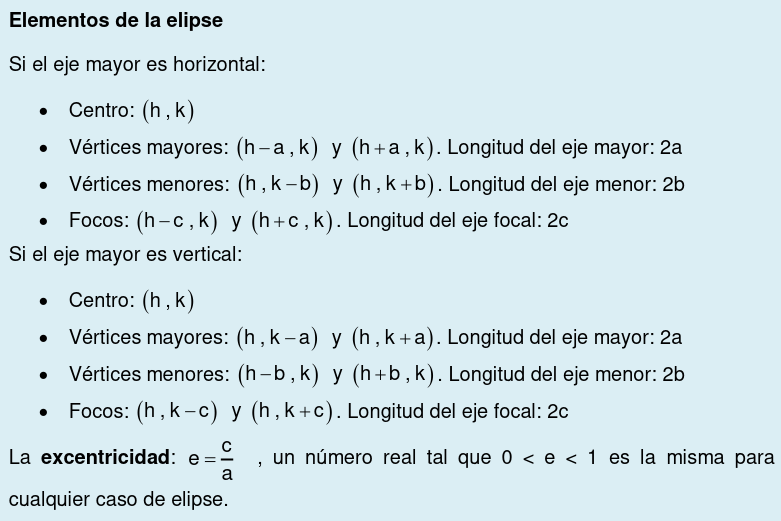 Elementos de la elipse
Si el eje mayor es horizontal:
• Centro: (h , k)
• Vértices mayores: (h − a , k) y (h + a , k). Longitud del eje mayor: 2a
• Vértices menores: (h , k − b) y (h , k + b). Longitud del eje menor: 2b
• Focos: (h − c , k) y (h + c , k). Longitud del eje focal: 2c
Si el eje mayor es vertical:
• Centro: (h , k)
• Vértices mayores: (h , k − a) y (h , k + a). Longitud del eje mayor: 2a
• Vértices menores: (h − b , k) y (h + b , k). Longitud del eje menor: 2b
• Focos: (h , k − c) y (h , k + c). Longitud del eje focal: 2c
La excentricidad: e = c/a , un número real tal que 0 < e < 1 es la misma para
cualquier caso de elipse.